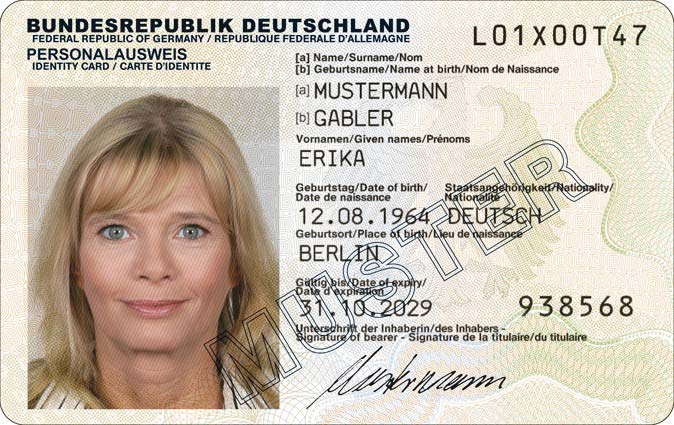 BUNDESREPUBLIK DEUTSCHLAND
FEDERAL REPUBLIC OF GERMANY / REPUBLIQUE FEDERALE D'ALLEMAGNE
PERSONALAUSWEIS
IDENTITY CARD / CARTE D'IDENTITE
L01X00T47
[a] Name/Surname/Nom
[b] Geburtsname/Name at birth/Nom de Naissance
[a] MUSTERMANN
[b] GABLER
Vornamen/Given names/Prénoms
ERIKA
Geburtstag/Date of birth/ Staatsangehörigkeit/Nationality/
Date de naissance Nationalité
12.08.1964 DEUTSCH
Geburtsort/Place of birth/Lieu de naissance
BERLIN
Gültig bis/Date of expiry/
Date d'expiration
31.10.2029 938568
Unterschrift der Inhaberin/des Inhabers -
Signature of bearer - Signature de la titulaire/du titulaire
Mustermann
MUSTER